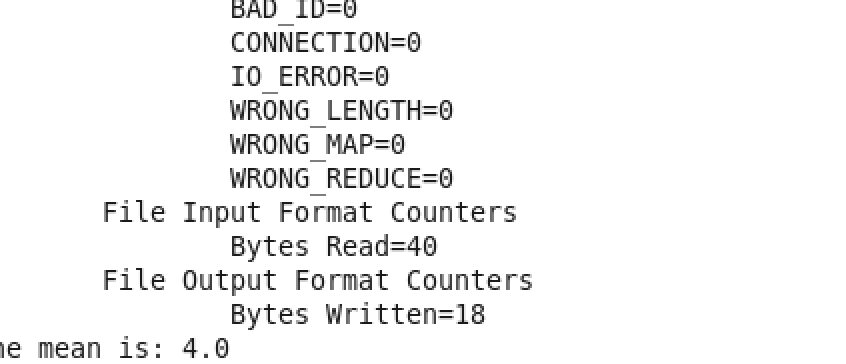 BAD_ID=0
CONNECTION=0
IO_ERROR=0
WRONG_LENGTH=0
WRONG_MAP=0
WRONG_REDUCE=0
File Input Format Counters
Bytes Read=40
File Output Format Counters
Bytes Written=18
mean is: 4.0